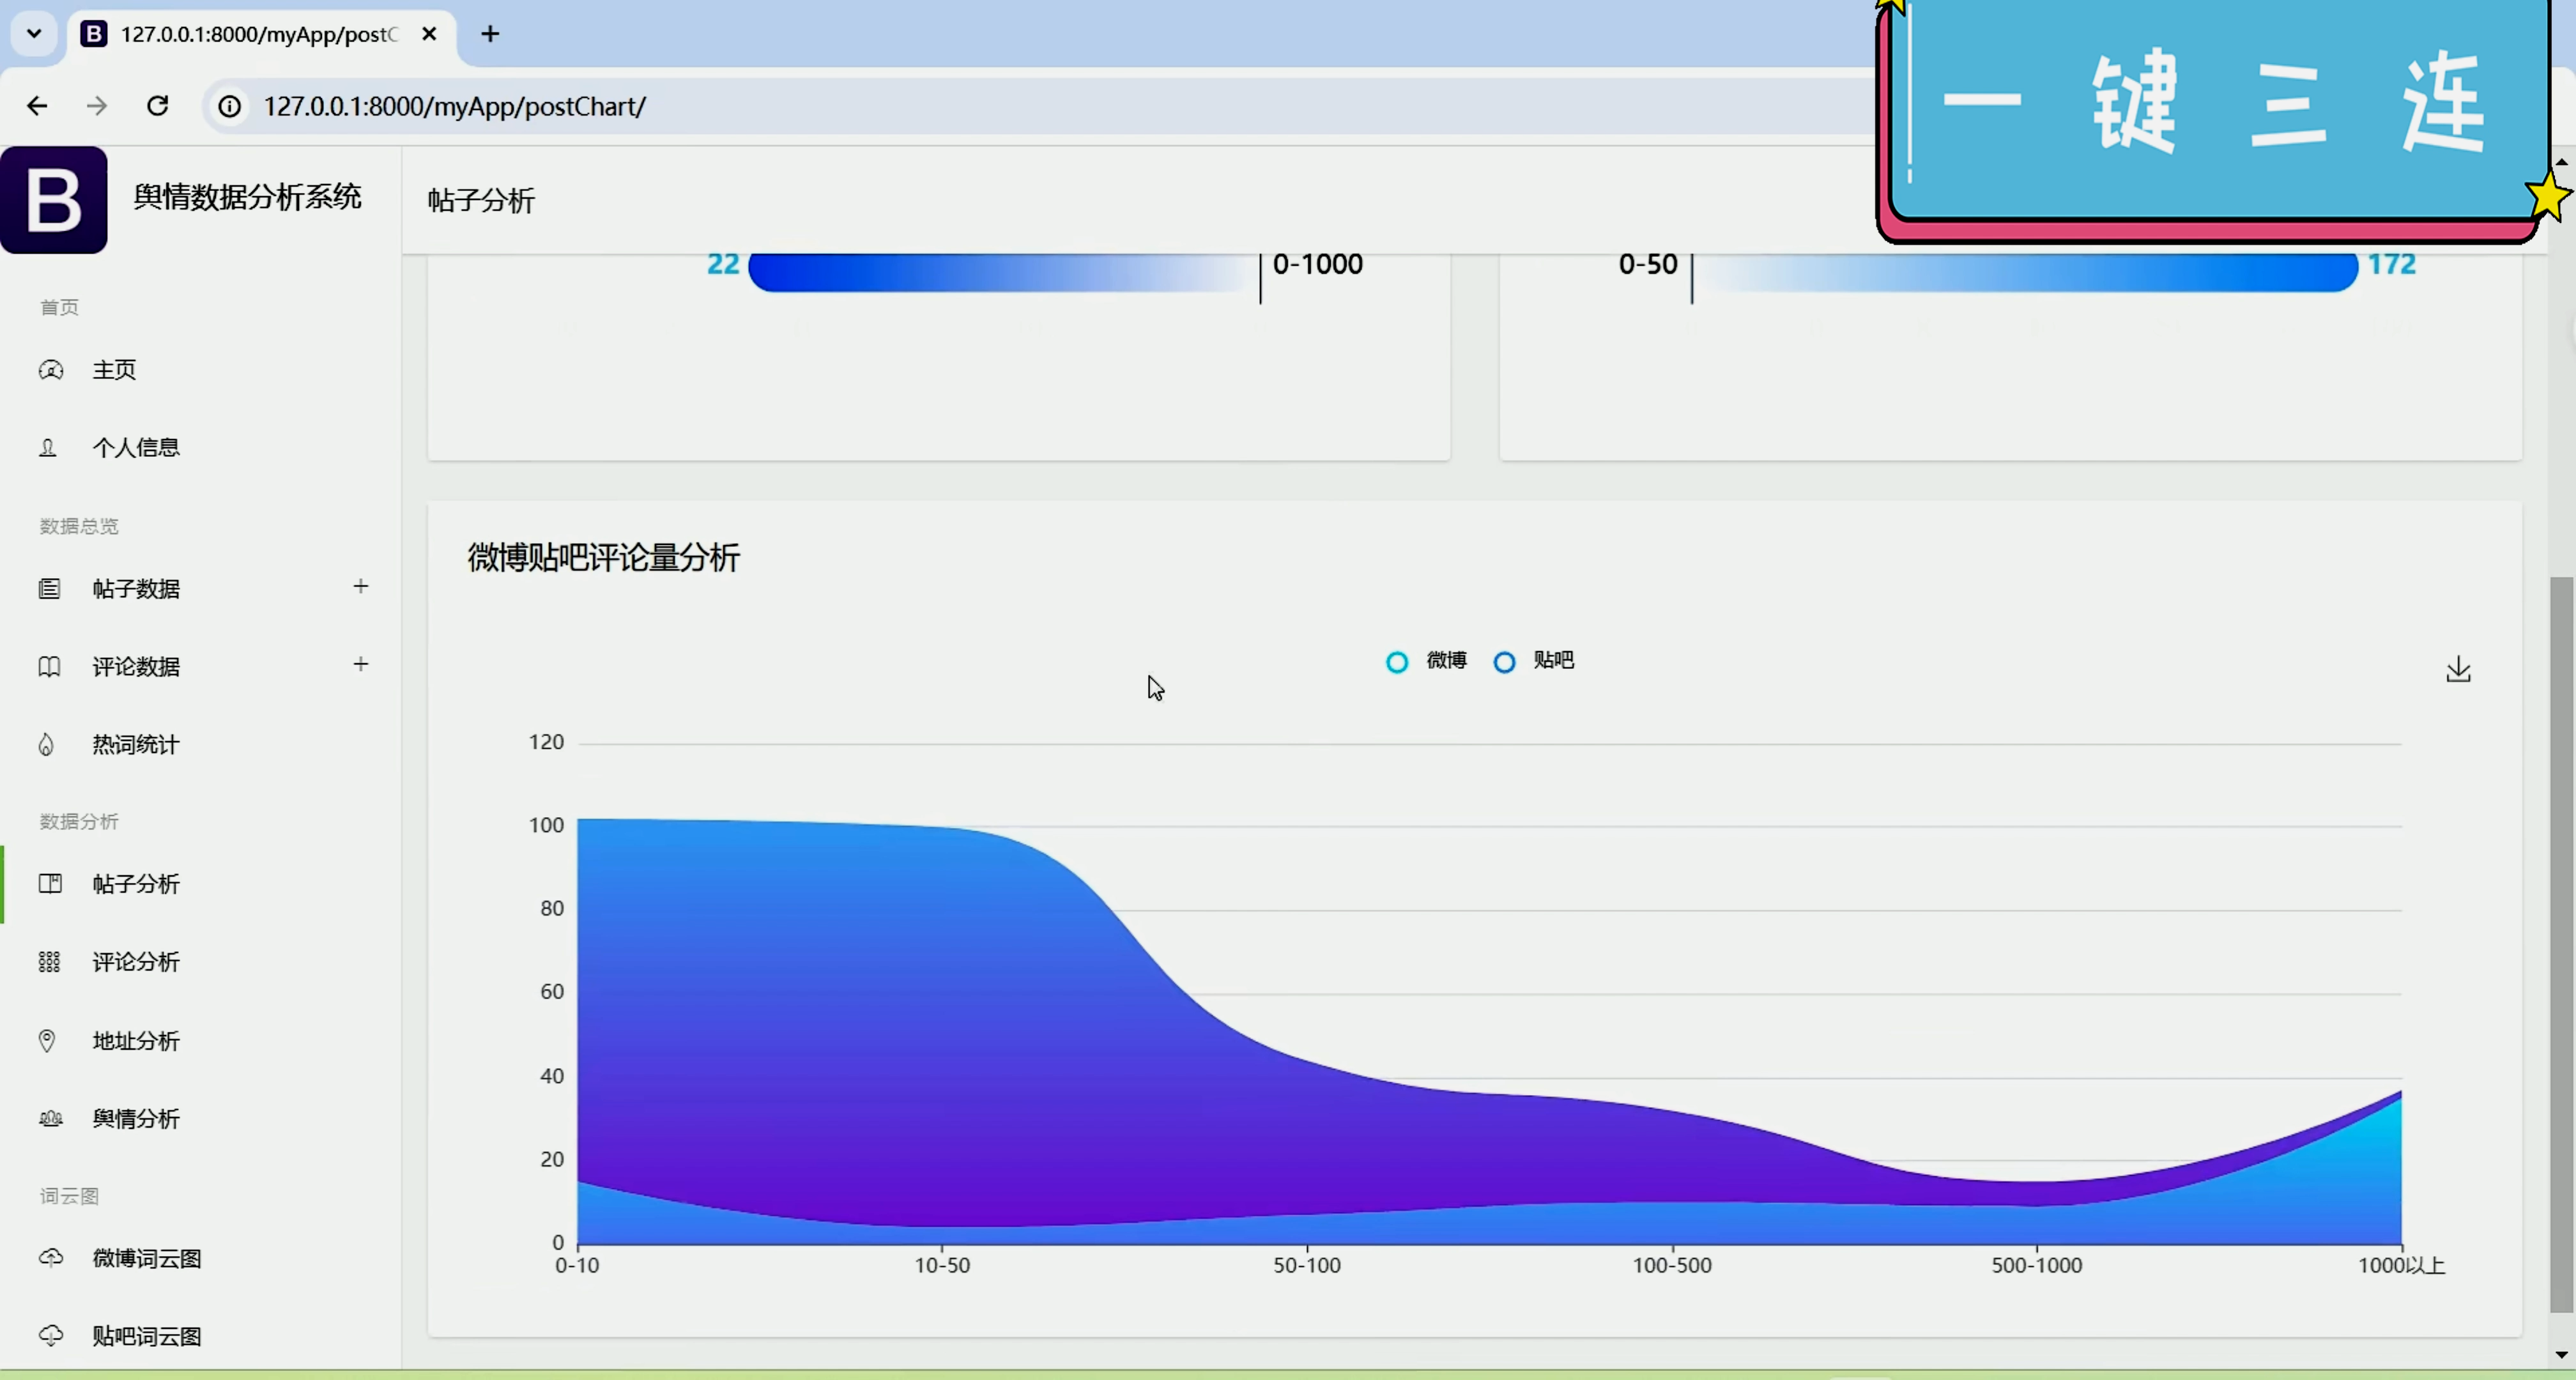 127.0.0.1:8000/myApp/postC
127.0.0.1:8000/myApp/postChart/
一键三连
B
舆情数据分析系统
帖子分析
首页
主页
个人信息
数据总览
帖子数据
评论数据
热词统计
数据分析
帖子分析
评论分析
地址分析
舆情分析
词云图
微博词云图
贴吧词云图
22
0-1000
0-50
172
微博贴吧评论量分析
微博
贴吧
120
100
80
60
40
20
0
0-10
10-50
50-100
100-500
500-1000
1000以上